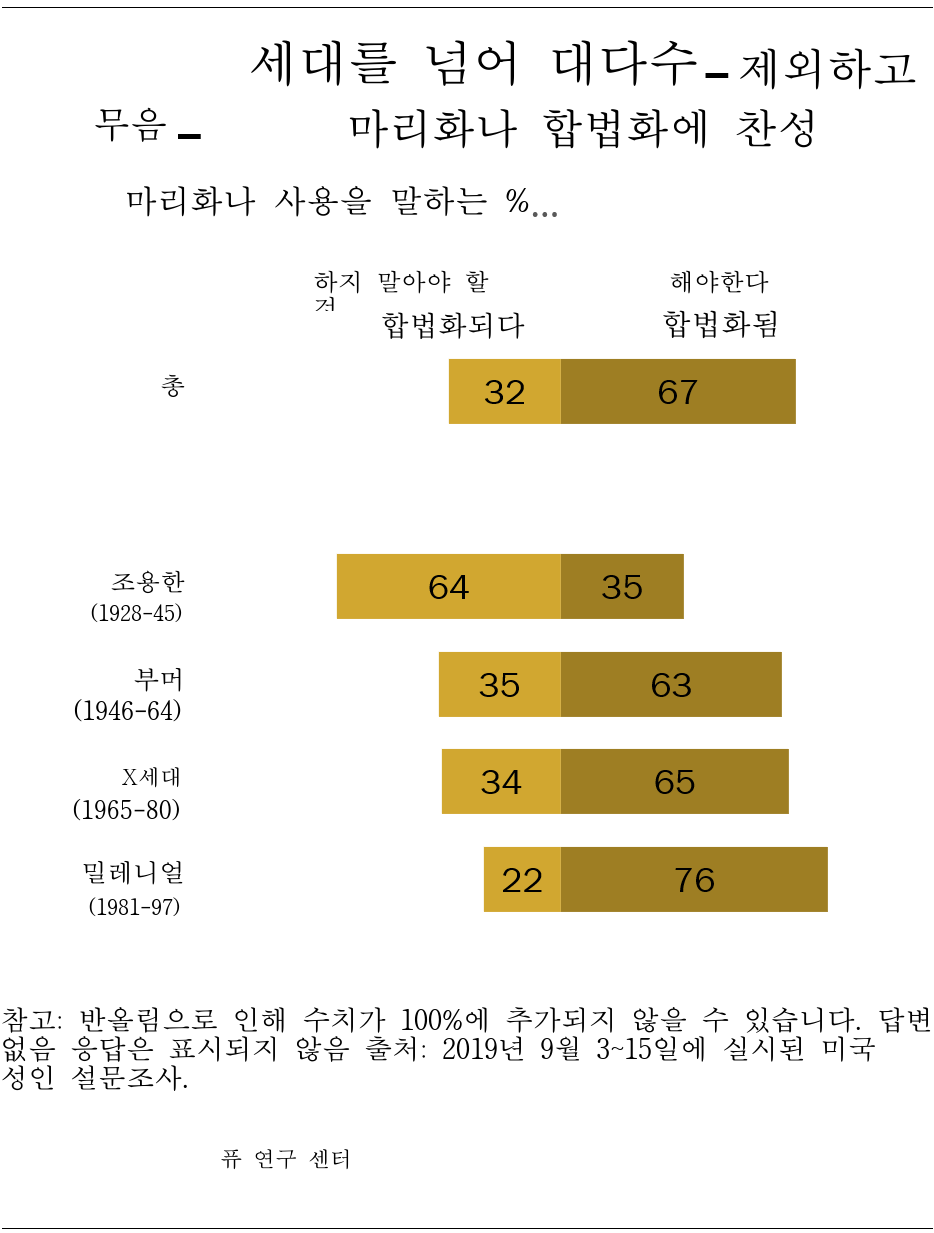 세대를 넘어 대다수 – 제외하고
무음 – 마리화나 합법화에 찬성
마리화나 사용을 말하는 %...
하지 말아야 할 해야한다
합법화되다 합법화됨
총 32 67
조용한 64 35
(1928-45)
부머 35 63
(1946-64)
X세대 34 65
(1965-80)
밀레니얼 22 76
(1981-97)
참고: 반올림으로 인해 수치가 100%에 추가되지 않을 수 있습니다. 답변
없음 응답은 표시되지 않음 출처: 2019년 9월 3~15일에 실시된 미국
성인 설문조사.
퓨 연구 센터